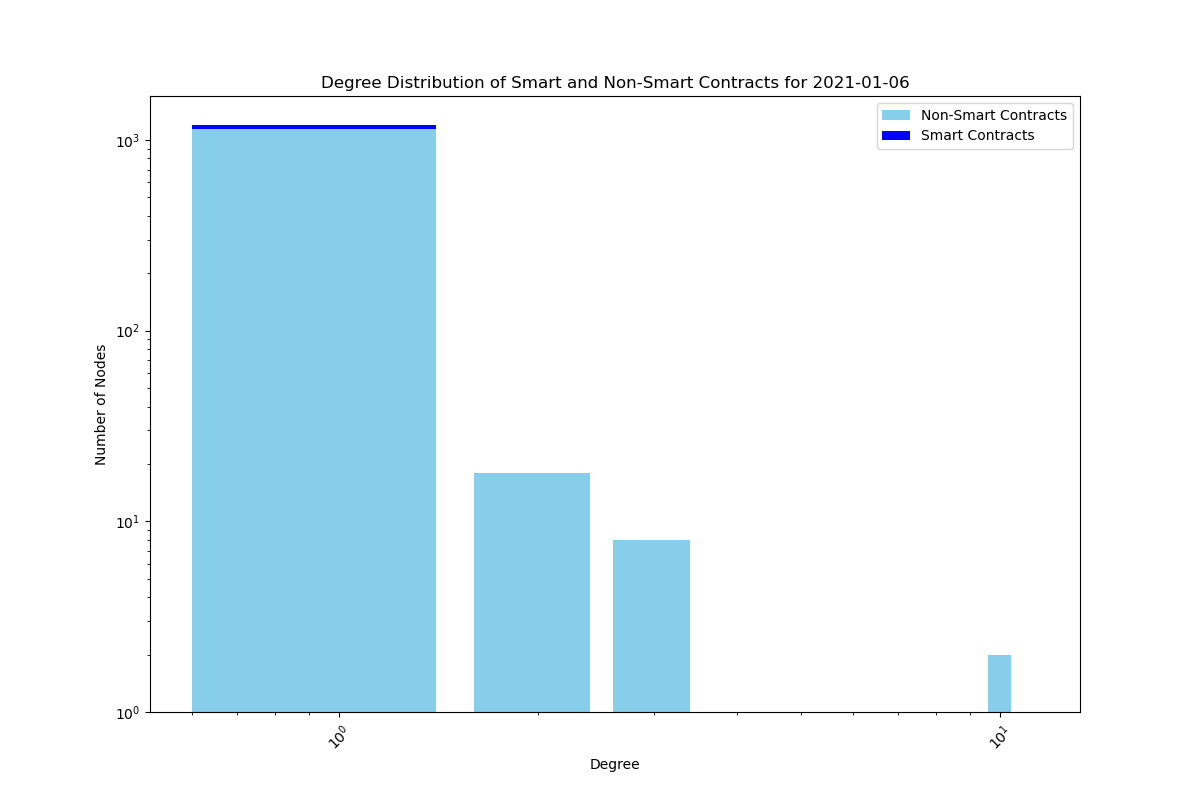 Degree Distribution of Smart and Non-Smart Contracts for 2021-01-06
Non-Smart Contracts
Smart Contracts
Number of Nodes
10³
10²
10¹
10⁰
10⁰
10¹
Degree